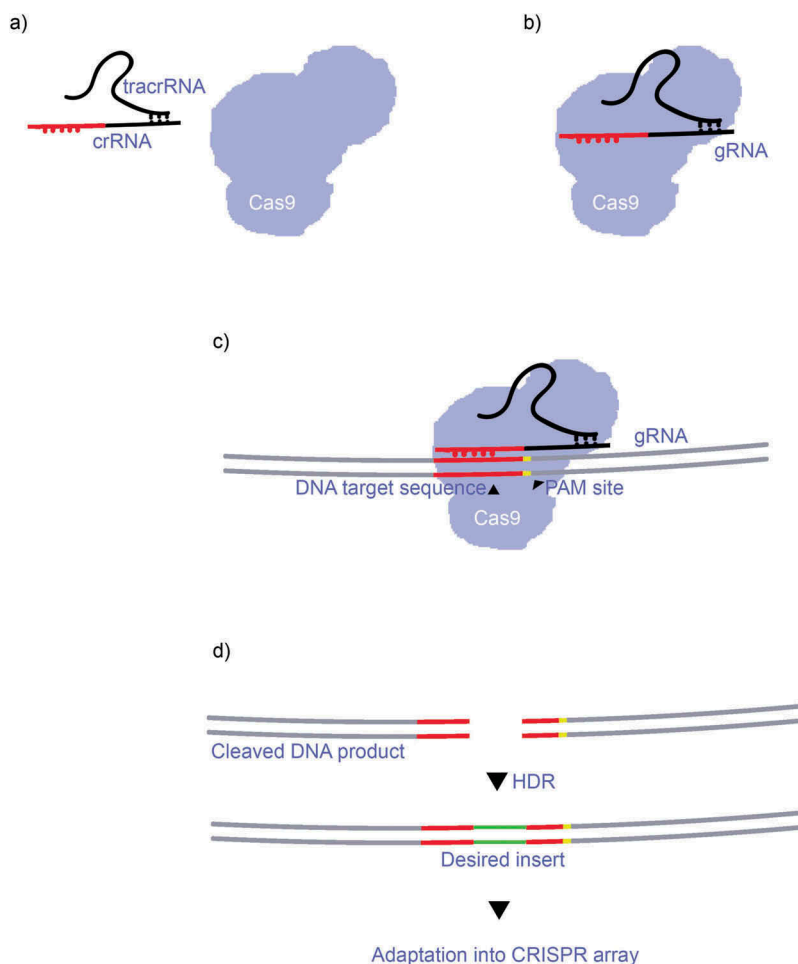 a)
tracrRNA
crRNA
Cas9
b)
gRNA
Cas9
c)
gRNA
DNA target sequence
PAM site
Cas9
d)
Cleaved DNA product
HDR
Desired insert
Adaptation into CRISPR array